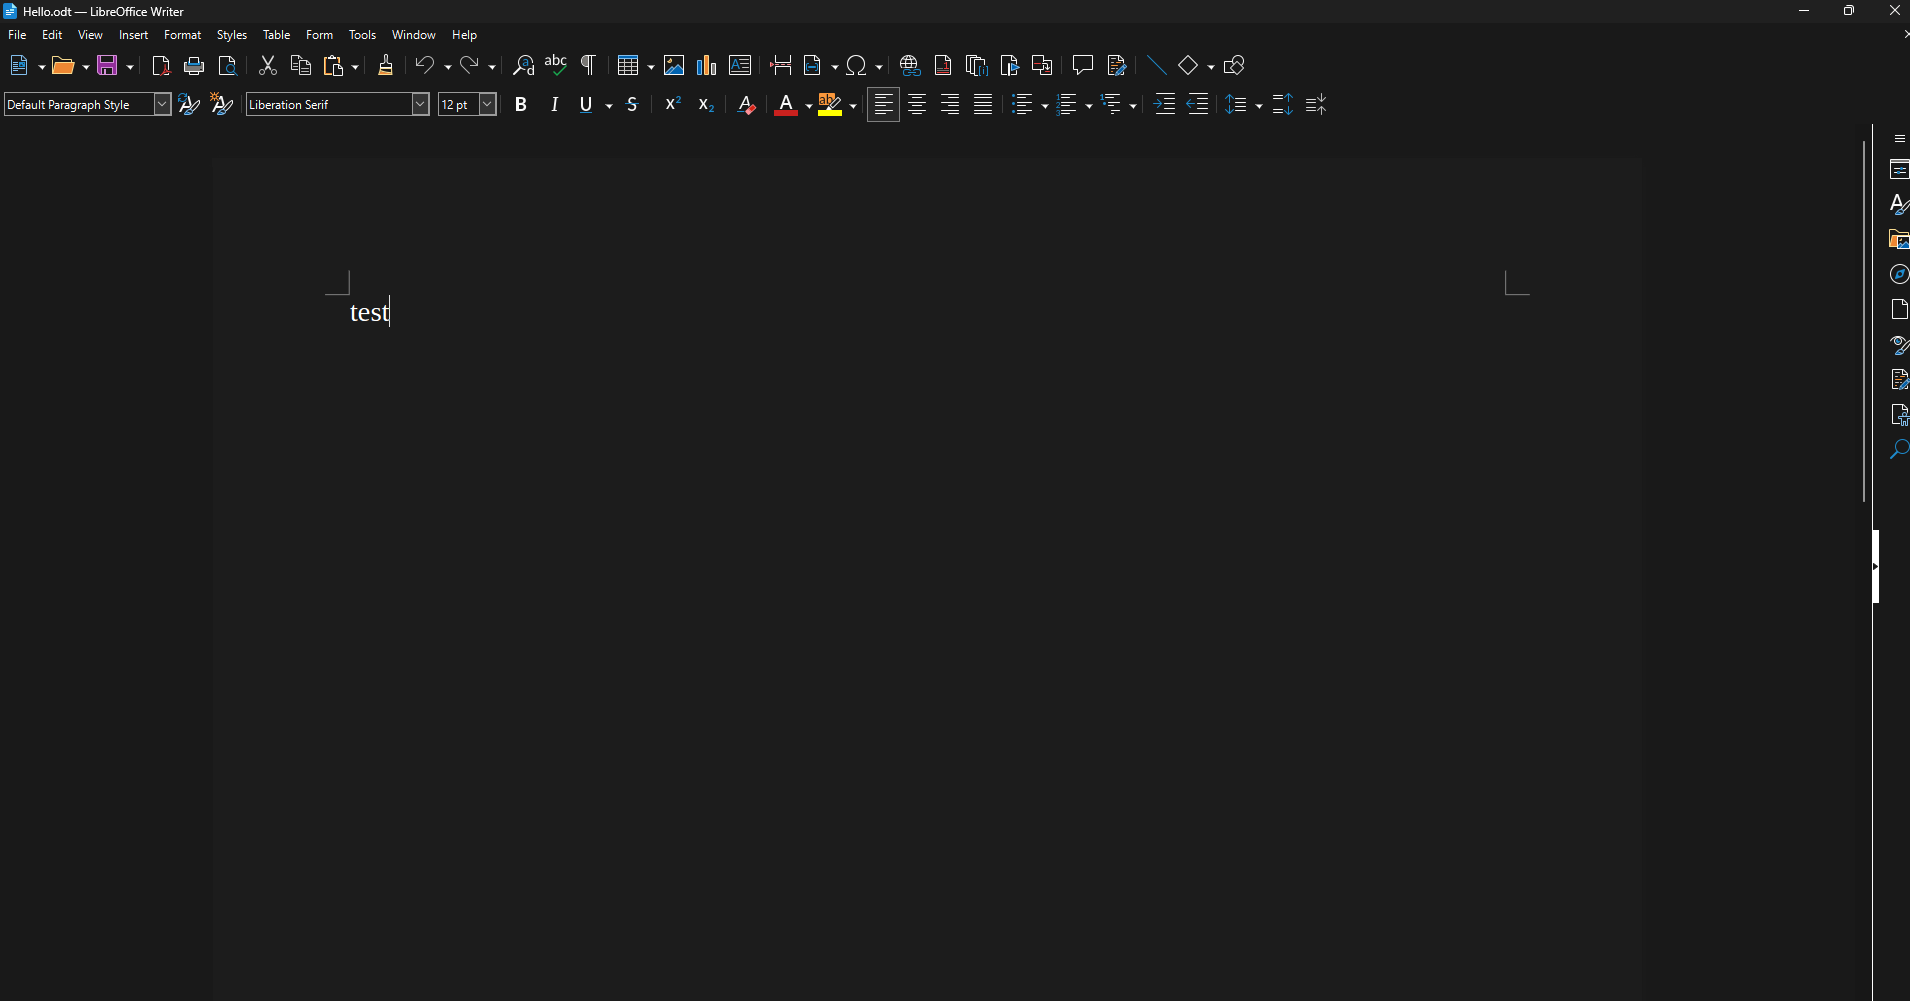 Hello.odt — LibreOffice Writer
File Edit View Insert Format Styles Table Form Tools Window Help
Default Paragraph Style Liberation Serif 12 pt B I U S
test